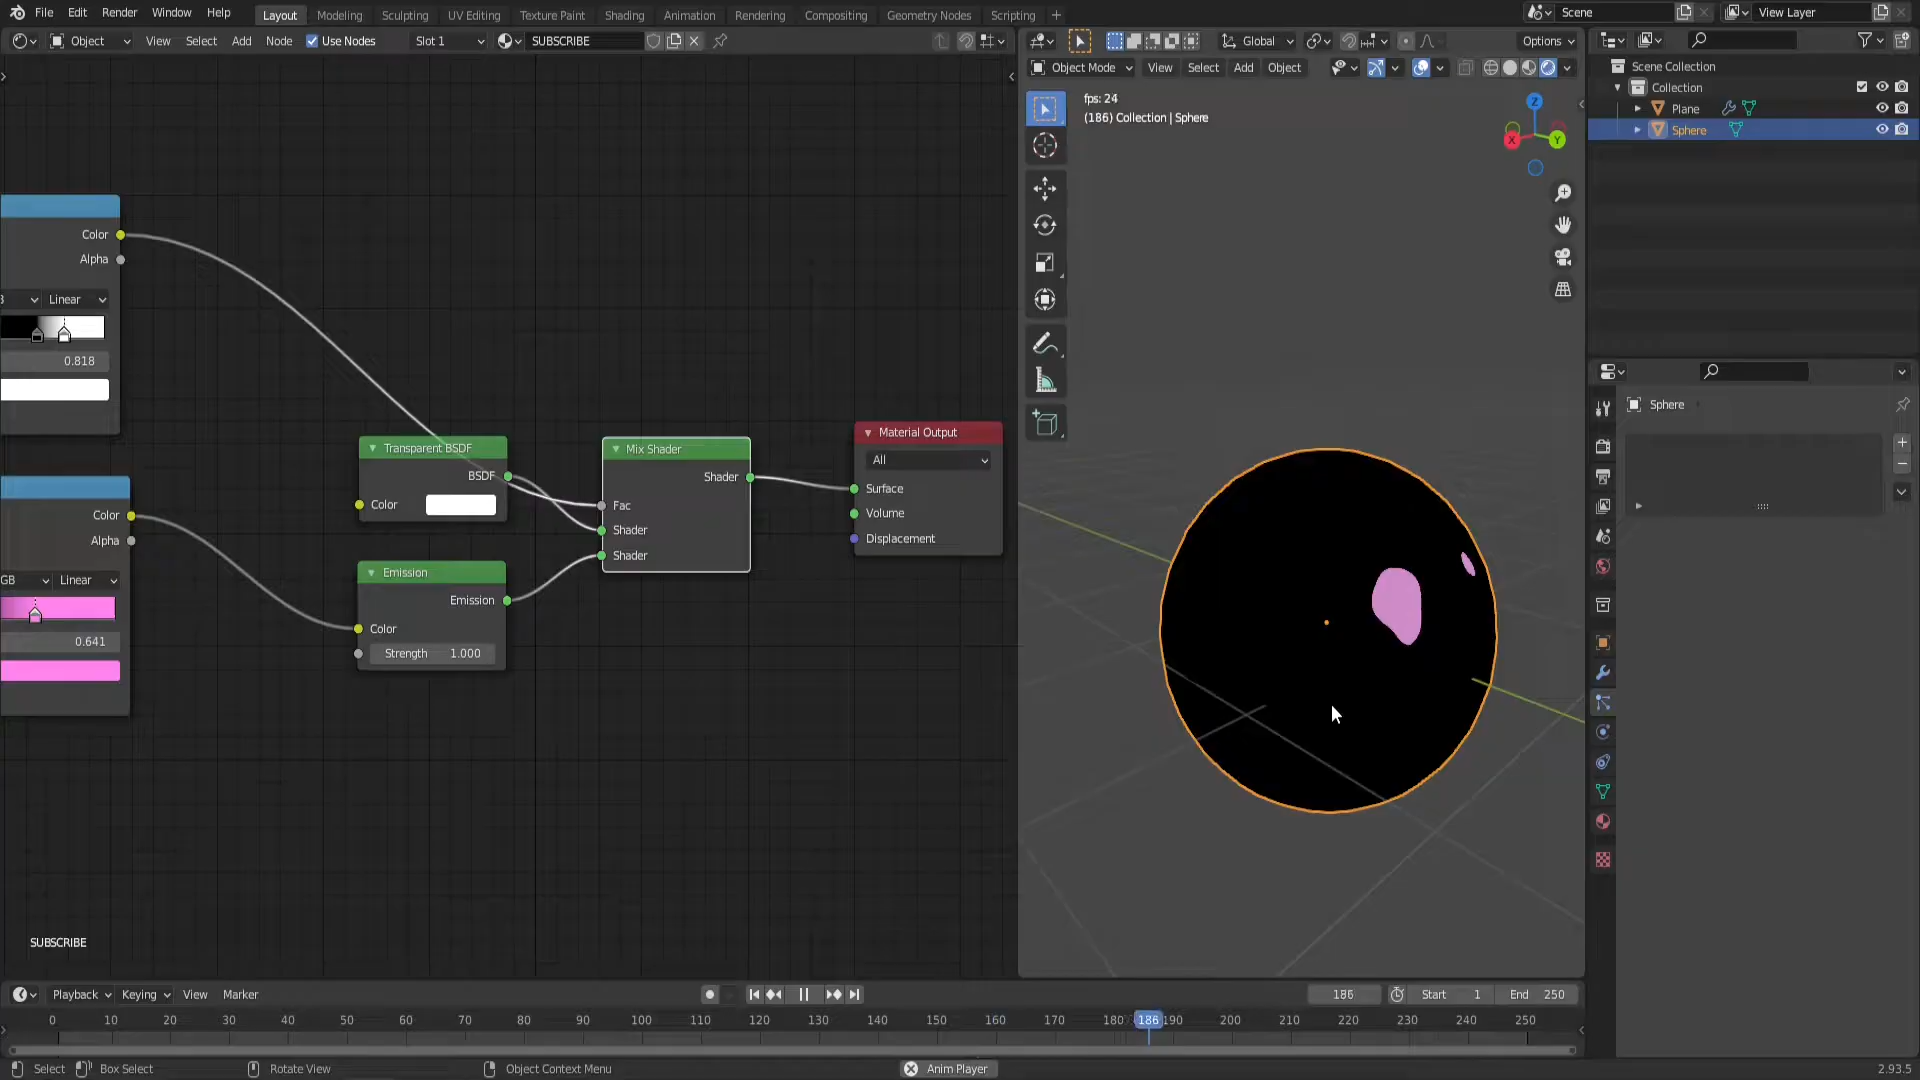 File Edit Render Window Help Layout Modeling Sculpting UV Editing Texture Paint Shading Animation Rendering Compositing Geometry Nodes Scripting + Scene View Layer
Object View Select Add Node Use Nodes Slot 1 SUBSCRIBE Global Options
Object Mode View Select Add Object
Scene Collection
Collection
Plane
Sphere
fps: 24
(186) Collection | Sphere
Z
X
Y
Color
Alpha
Linear
0.818
Color
Alpha
GB Linear
0.641
Transparent BSDF
BSDF
Color
Emission
Emission
Color
Strength 1.000
Mix Shader
Shader
Fac
Shader
Shader
Material Output
All
Surface
Volume
Displacement
Sphere
SUBSCRIBE
Playback Keying View Marker 186 Start 1 End 250
0 10 20 30 40 50 60 70 80 90 100 110 120 130 140 150 160 170 180 186 190 200 210 220 230 240 250
Select Box Select Rotate View Object Context Menu Anim Player 2.93.5